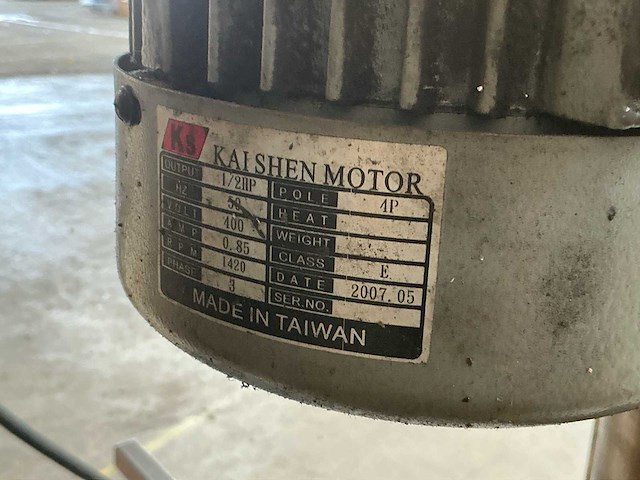 KS KAI SHEN MOTOR
OUTPUT 1/2HP POLE 4P
HZ 50 HEAT
VOLT 400 WEIGHT
AMP 0.85 CLASS E
R.P.M 1420 DATE 2007.05
PHASE 3 SER.NO.
MADE IN TAIWAN